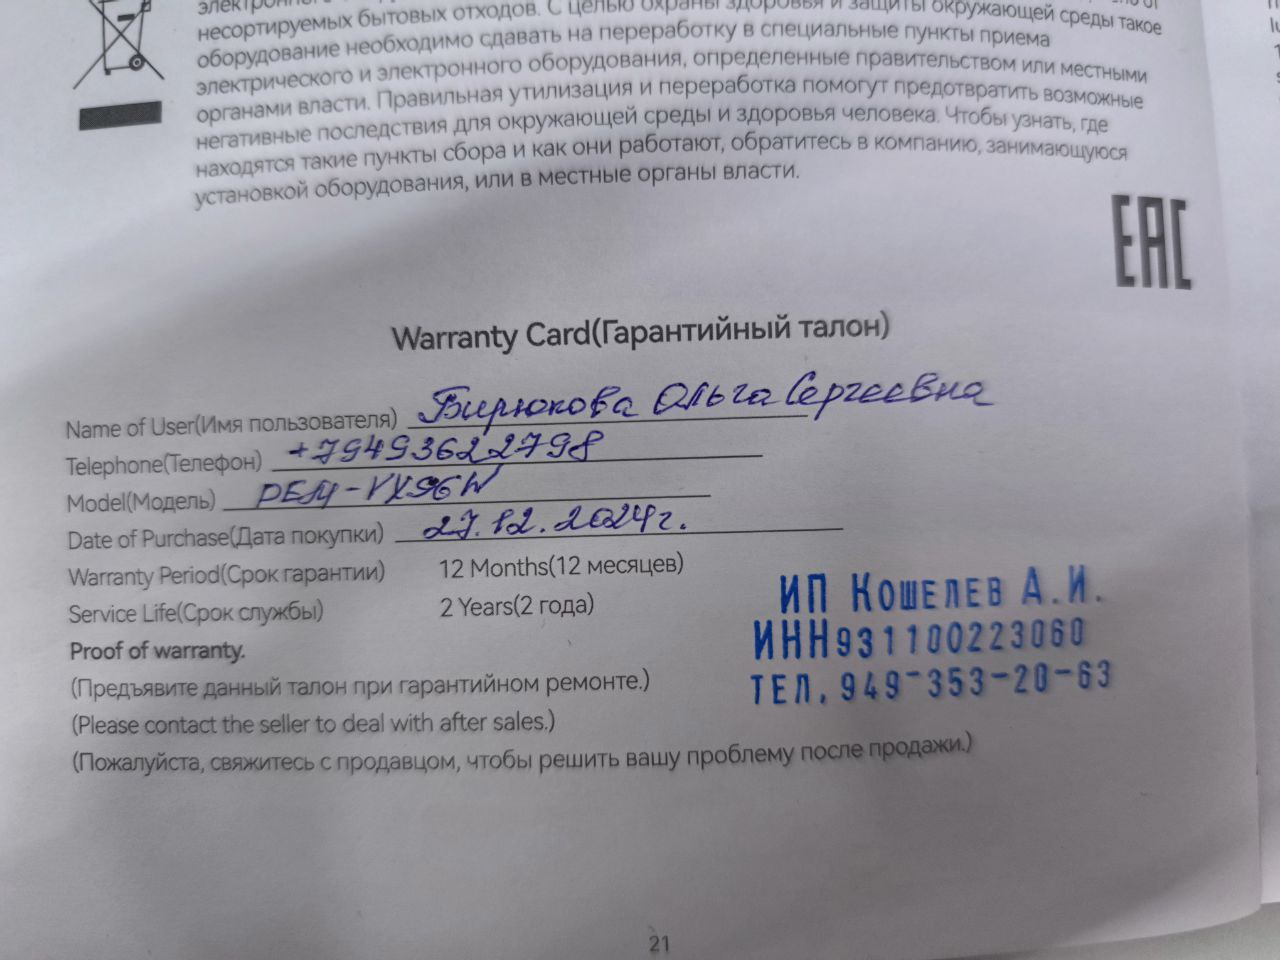 несортируемых бытовых отходов. С целью охраны здоровья и защиты окружающей среды такое
оборудование необходимо сдавать на переработку в специальные пункты приема
электрического и электронного оборудования, определенные правительством или местными
органами власти. Правильная утилизация и переработка помогут предотвратить возможные
негативные последствия для окружающей среды и здоровья человека. Чтобы узнать, где
находятся такие пункты сбора и как они работают, обратитесь в компанию, занимающуюся
установкой оборудования, или в местные органы власти.
EAC
Warranty Card(Гарантийный талон)
Name of User(Имя пользователя) Бирюкова Ольга Сергеевна
Telephone(Телефон) +79493622798
Model(Модель)
Date of Purchase(Дата покупки) 27.12.2024г.
Warranty Period(Срок гарантии) 12 Months(12 месяцев)
Service Life(Срок службы) 2 Years(2 года)
ИП Кошелев А.И.
ИНН931100223060
ТЕЛ. 949-353-20-63
Proof of warranty.
(Предъявите данный талон при гарантийном ремонте.)
(Please contact the seller to deal with after sales.)
(Пожалуйста, свяжитесь с продавцом, чтобы решить вашу проблему после продажи.)
21